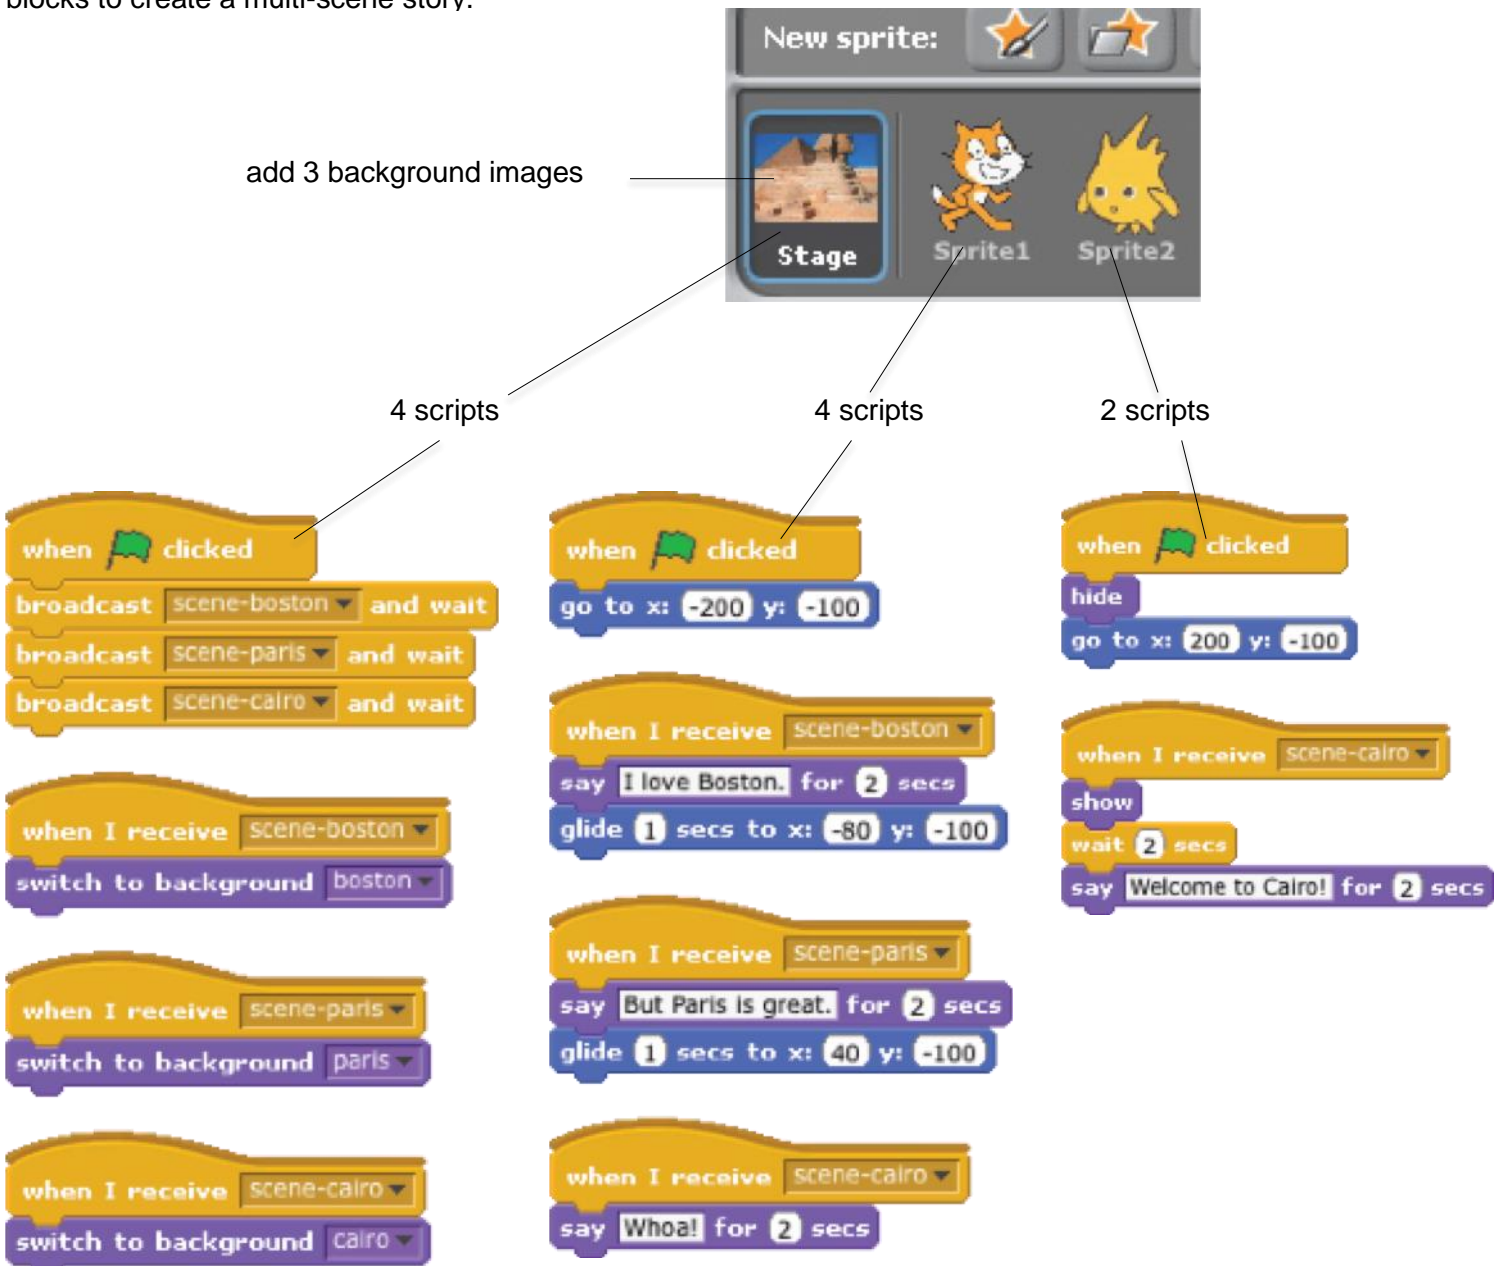 blocks to create a multi-scene story.
New sprite:
add 3 background images
Stage
Sprite1
Sprite2
4 scripts
4 scripts
2 scripts
when clicked
broadcast scene-boston and wait
broadcast scene-paris and wait
broadcast scene-cairo and wait
when I receive scene-boston
switch to background boston
when I receive scene-paris
switch to background paris
when I receive scene-cairo
switch to background cairo
when clicked
go to x: -200 y: -100
when I receive scene-boston
say I love Boston. for 2 secs
glide 1 secs to x: -80 y: -100
when I receive scene-paris
say But Paris is great. for 2 secs
glide 1 secs to x: 40 y: -100
when I receive scene-cairo
say Whoa! for 2 secs
when clicked
hide
go to x: 200 y: -100
when I receive scene-cairo
show
wait 2 secs
say Welcome to Cairo! for 2 secs